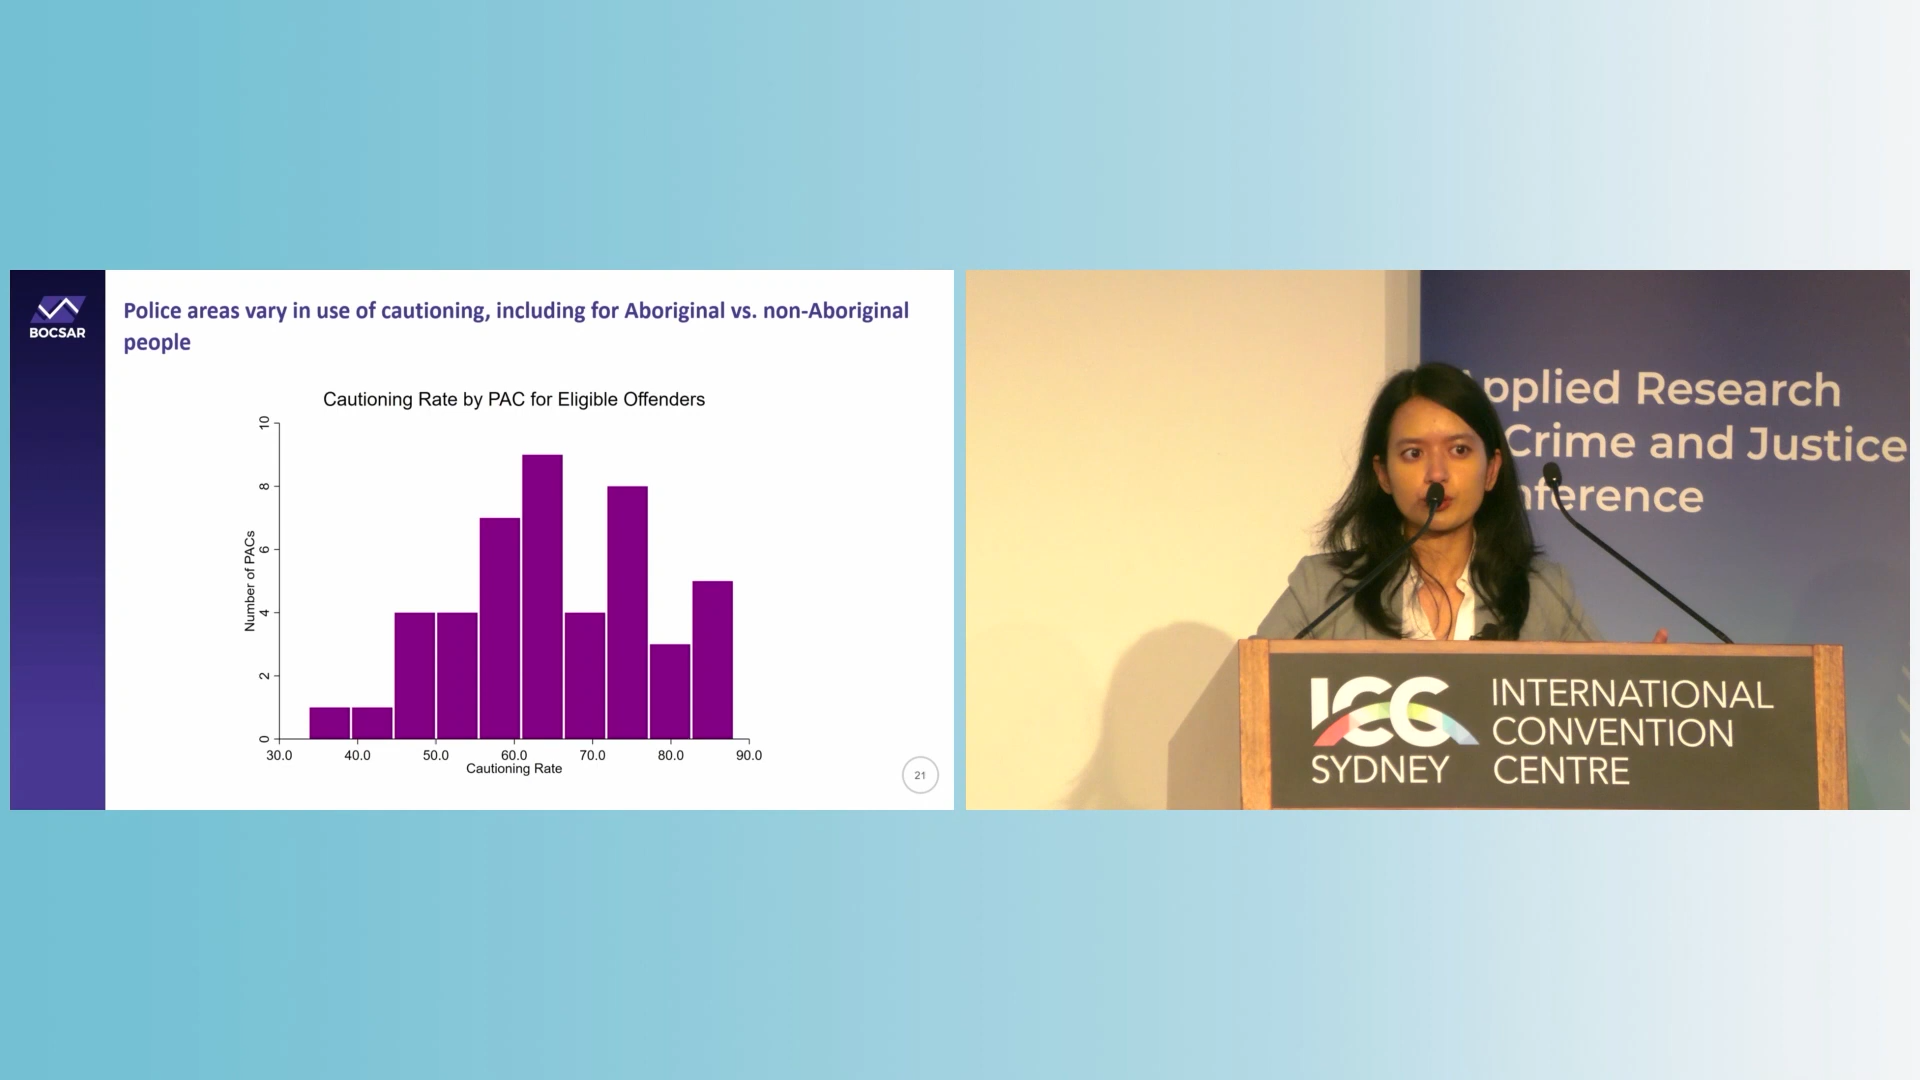 BOCSAR
Police areas vary in use of cautioning, including for Aboriginal vs. non-Aboriginal
people
Cautioning Rate by PAC for Eligible Offenders
Number of PACs
10
8
6
4
2
0
30.0 40.0 50.0 60.0 70.0 80.0 90.0
Cautioning Rate
21
Applied Research
Crime and Justice
nference
ICC
SYDNEY
INTERNATIONAL
CONVENTION
CENTRE